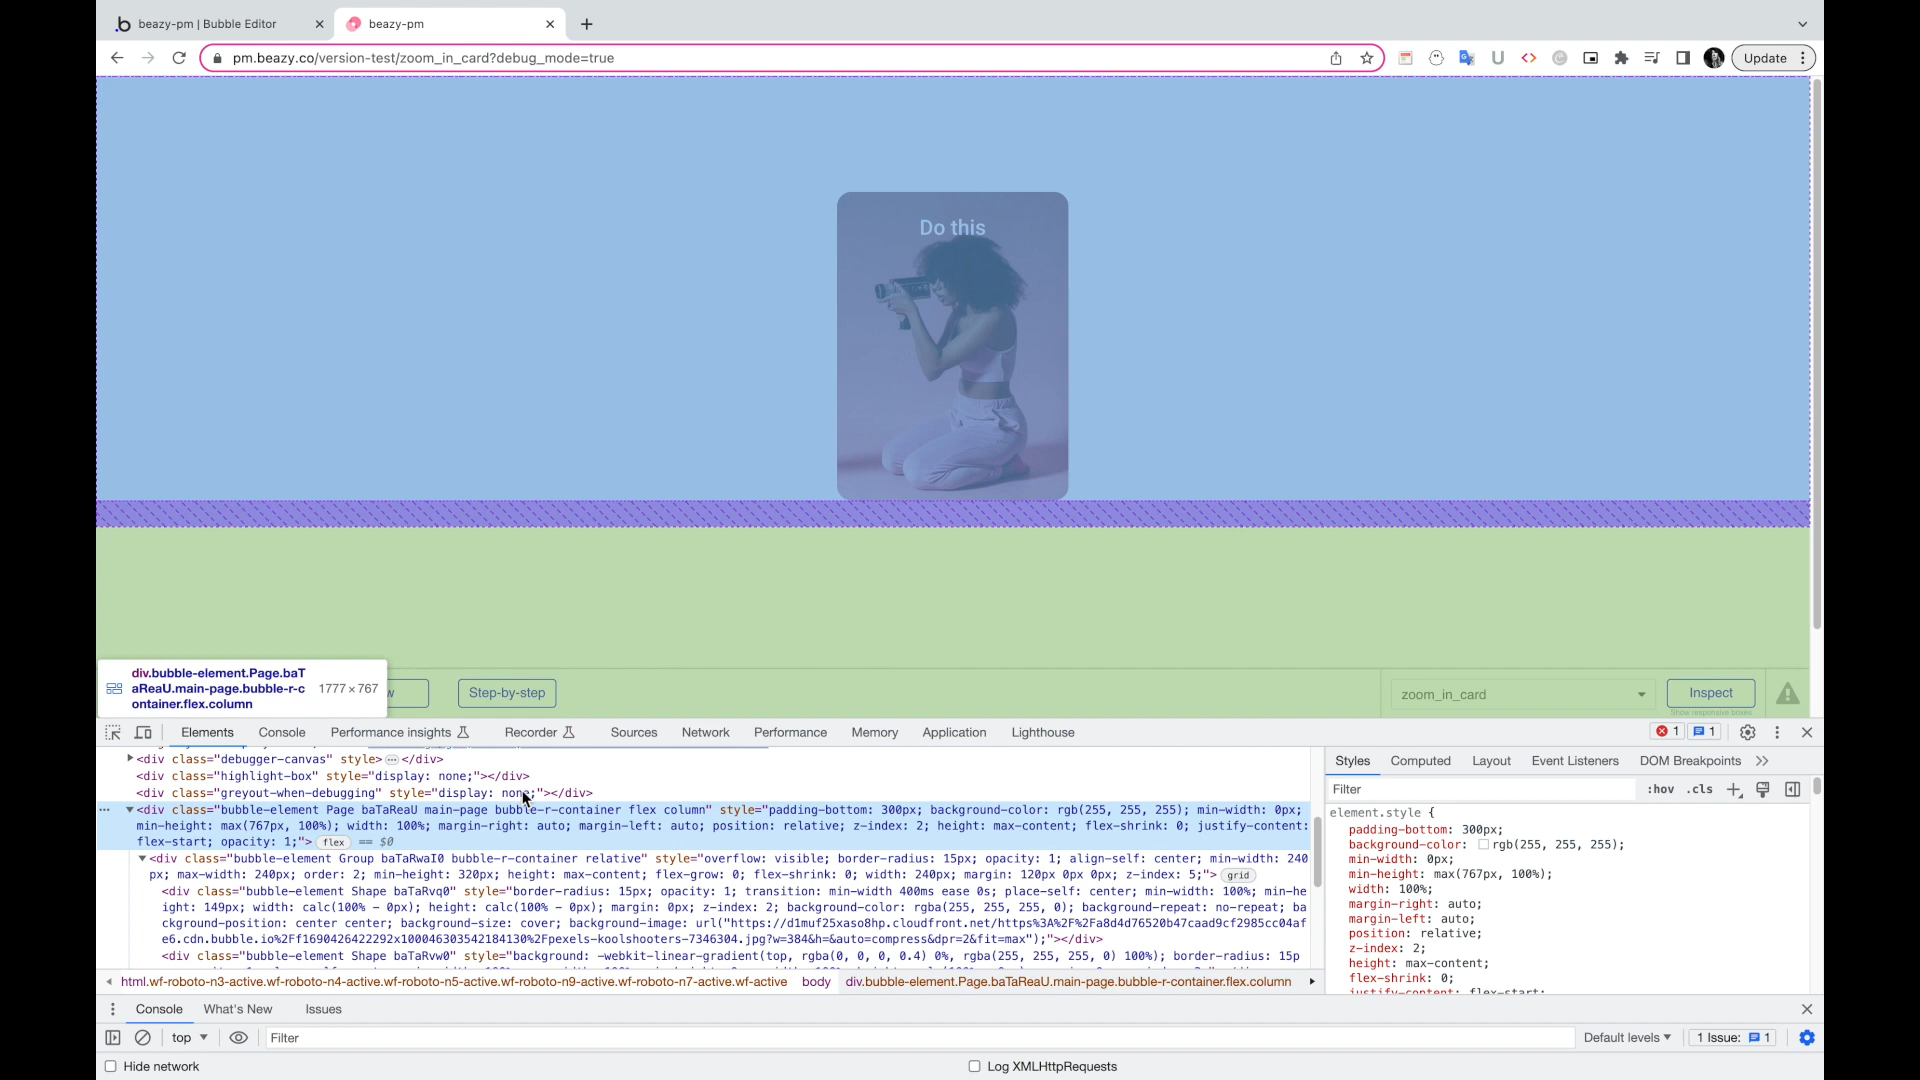 beazy-pm | Bubble Editor
beazy-pm
pm.beazy.co/version-test/zoom_in_card?debug_mode=true
Update
Do this
div.bubble-element.Page.baT
aReaU.main-page.bubble-r-c
ontainer.flex.column
1777 × 767
w
Step-by-step
zoom_in_card
Inspect
Show responsive boxes
Elements
Console
Performance insights
Recorder
Sources
Network
Performance
Memory
Application
Lighthouse
1
1
<div class="debugger-canvas" style>…</div>
<div class="highlight-box" style="display: none;"></div>
<div class="greyout-when-debugging" style="display: none;"></div>
<div class="bubble-element Page baTaReaU main-page bubble-r-container flex column" style="padding-bottom: 300px; background-color: rgb(255, 255, 255); min-width: 0px;
min-height: max(767px, 100%); width: 100%; margin-right: auto; margin-left: auto; position: relative; z-index: 2; height: max-content; flex-shrink: 0; justify-content:
flex-start; opacity: 1;"> flex == $0
<div class="bubble-element Group baTaRwaI0 bubble-r-container relative" style="overflow: visible; border-radius: 15px; opacity: 1; align-self: center; min-width: 240
px; max-width: 240px; order: 2; min-height: 320px; height: max-content; flex-grow: 0; flex-shrink: 0; width: 240px; margin: 120px 0px 0px; z-index: 5;"> grid
<div class="bubble-element Shape baTaRvq0" style="border-radius: 15px; opacity: 1; transition: min-width 400ms ease 0s; place-self: center; min-width: 100%; min-he
ight: 149px; width: calc(100% - 0px); height: calc(100% - 0px); margin: 0px; z-index: 2; background-color: rgba(255, 255, 255, 0); background-repeat: no-repeat; ba
ckground-position: center center; background-size: cover; background-image: url("https://d1muf25xaso8hp.cloudfront.net/https%3A%2F%2Fa8d4d76520b47caad9cf2985cc04af
e6.cdn.bubble.io%2Ff1690426422292x100046303542184130%2Fpexels-koolshooters-7346304.jpg?w=384&h=&auto=compress&dpr=2&fit=max");"></div>
<div class="bubble-element Shape baTaRvw0" style="background: -webkit-linear-gradient(top, rgba(0, 0, 0, 0.4) 0%, rgba(255, 255, 255, 0) 100%); border-radius: 15p
Styles
Computed
Layout
Event Listeners
DOM Breakpoints
Filter
:hov
.cls
element.style {
padding-bottom: 300px;
background-color: rgb(255, 255, 255);
min-width: 0px;
min-height: max(767px, 100%);
width: 100%;
margin-right: auto;
margin-left: auto;
position: relative;
z-index: 2;
height: max-content;
flex-shrink: 0;
justify-content: flex-start;
html.wf-roboto-n3-active.wf-roboto-n4-active.wf-roboto-n5-active.wf-roboto-n9-active.wf-roboto-n7-active.wf-active
body
div.bubble-element.Page.baTaReaU.main-page.bubble-r-container.flex.column
Console
What's New
Issues
top
Filter
Default levels
1 Issue: 1
Hide network
Log XMLHttpRequests